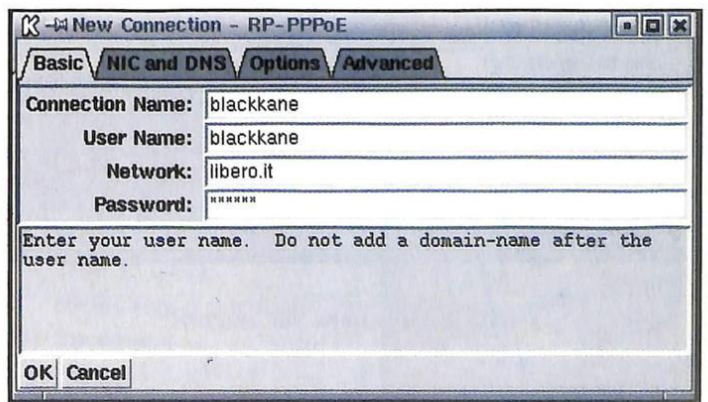 New Connection - RP-PPPoE
Basic NIC and DNS Options Advanced
Connection Name: blackkane
User Name: blackkane
Network: libero.it
Password: ******
Enter your user name. Do not add a domain-name after the
user name.
OK Cancel